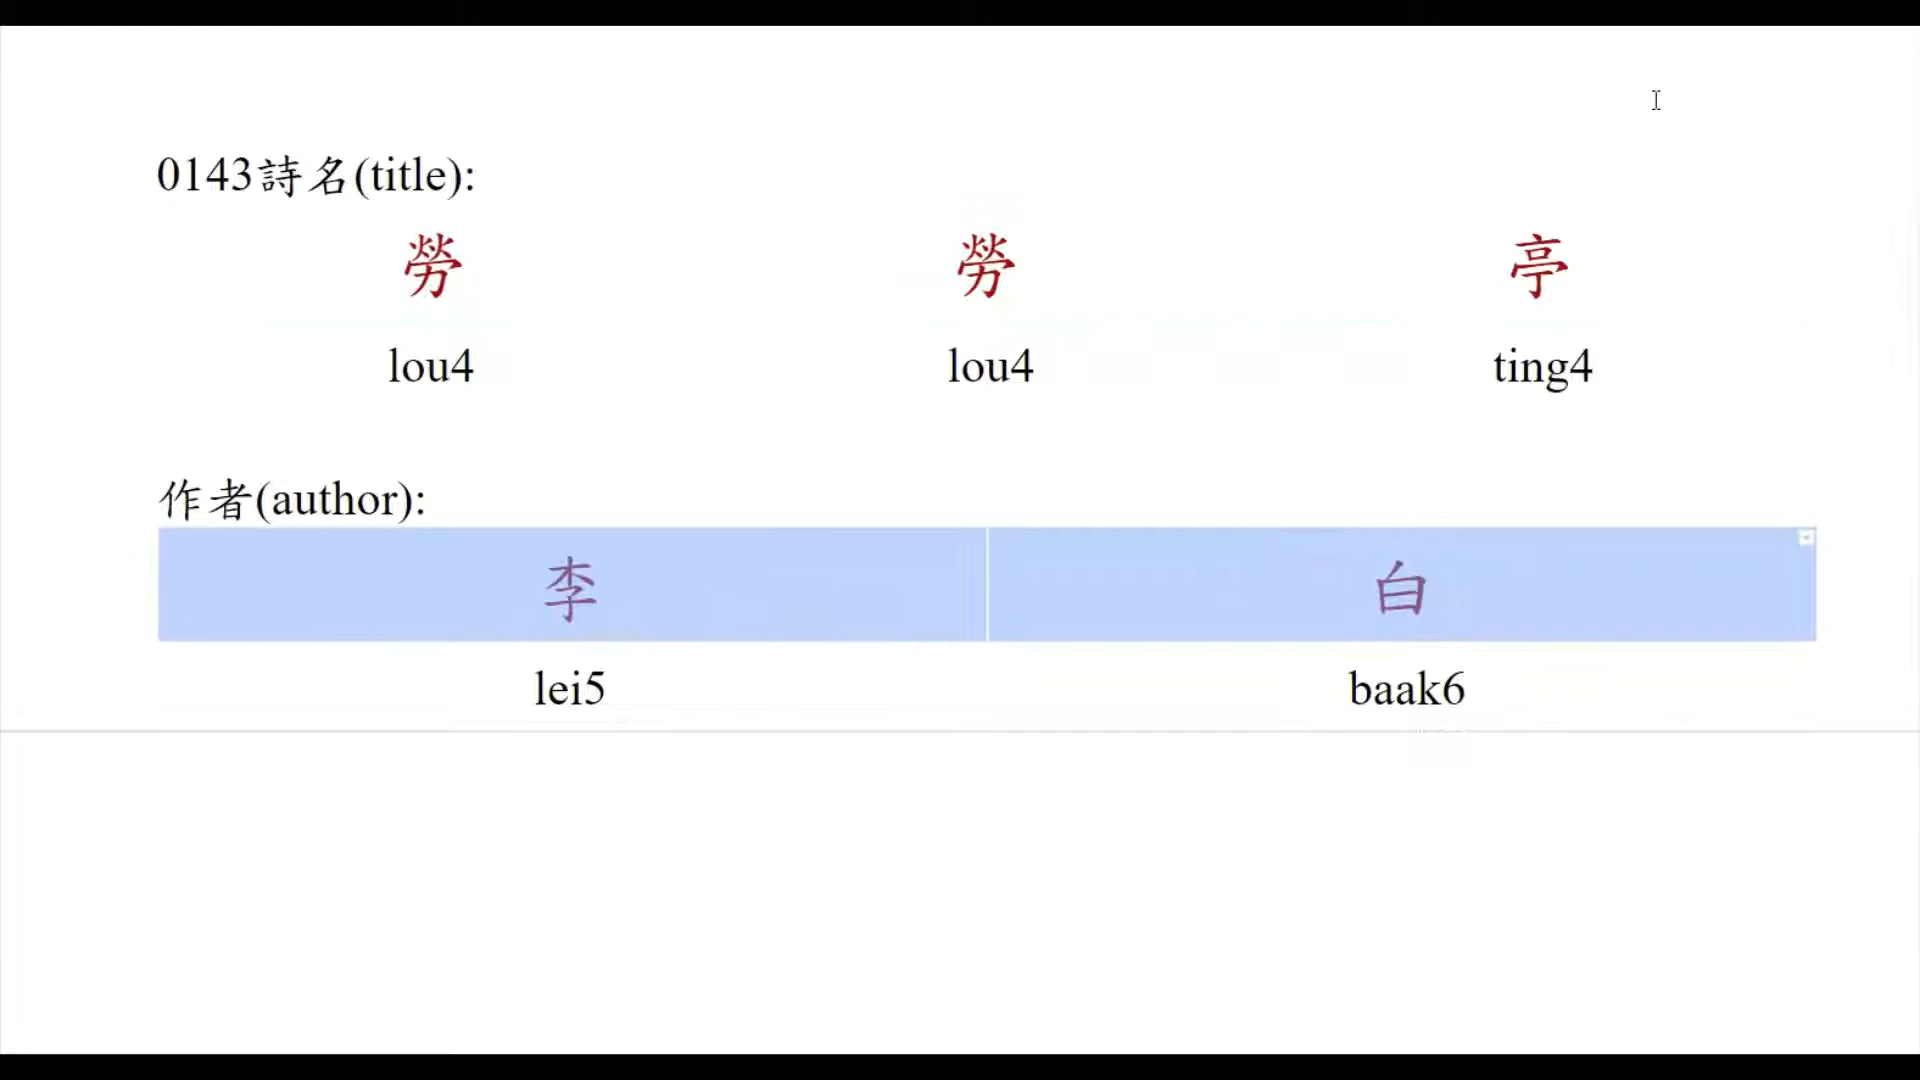 0143詩名(title):
勞 勞 亭
lou4 lou4 ting4
作者(author):
李 白
lei5 baak6